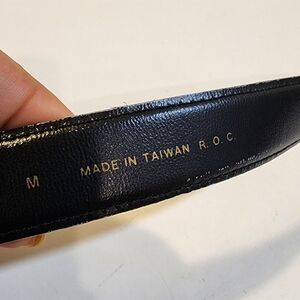 M MADE IN TAIWAN R. O. C.